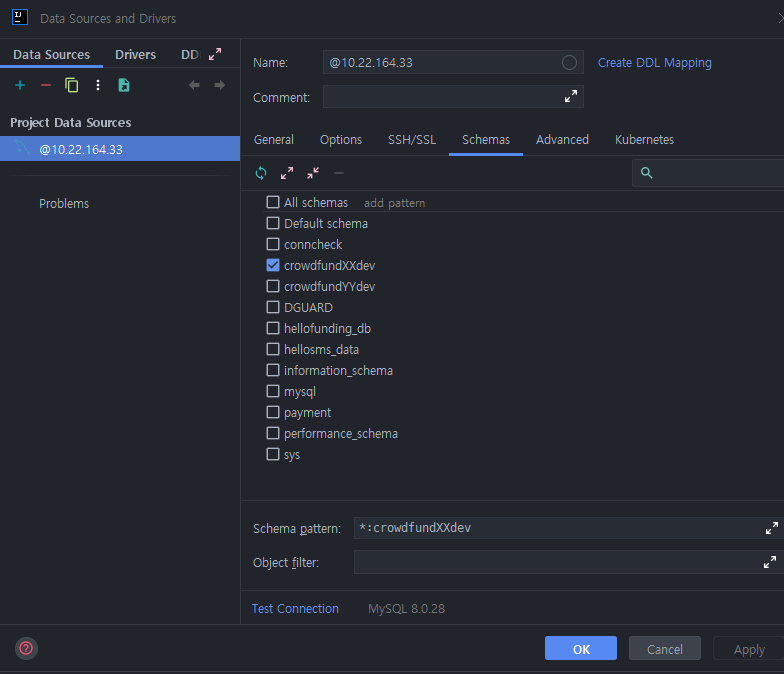 IJ
Data Sources and Drivers
Data Sources Drivers DD
Name: @10.22.164.33 Create DDL Mapping
Comment:
Project Data Sources
@10.22.164.33
Problems
General Options SSH/SSL Schemas Advanced Kubernetes
All schemas add pattern
Default schema
conncheck
crowdfundXXdev
crowdfundYYdev
DGUARD
hellofunding_db
hellosms_data
information_schema
mysql
payment
performance_schema
sys
Schema pattern: *:crowdfundXXdev
Object filter:
Test Connection MySQL 8.0.28
? OK Cancel Apply